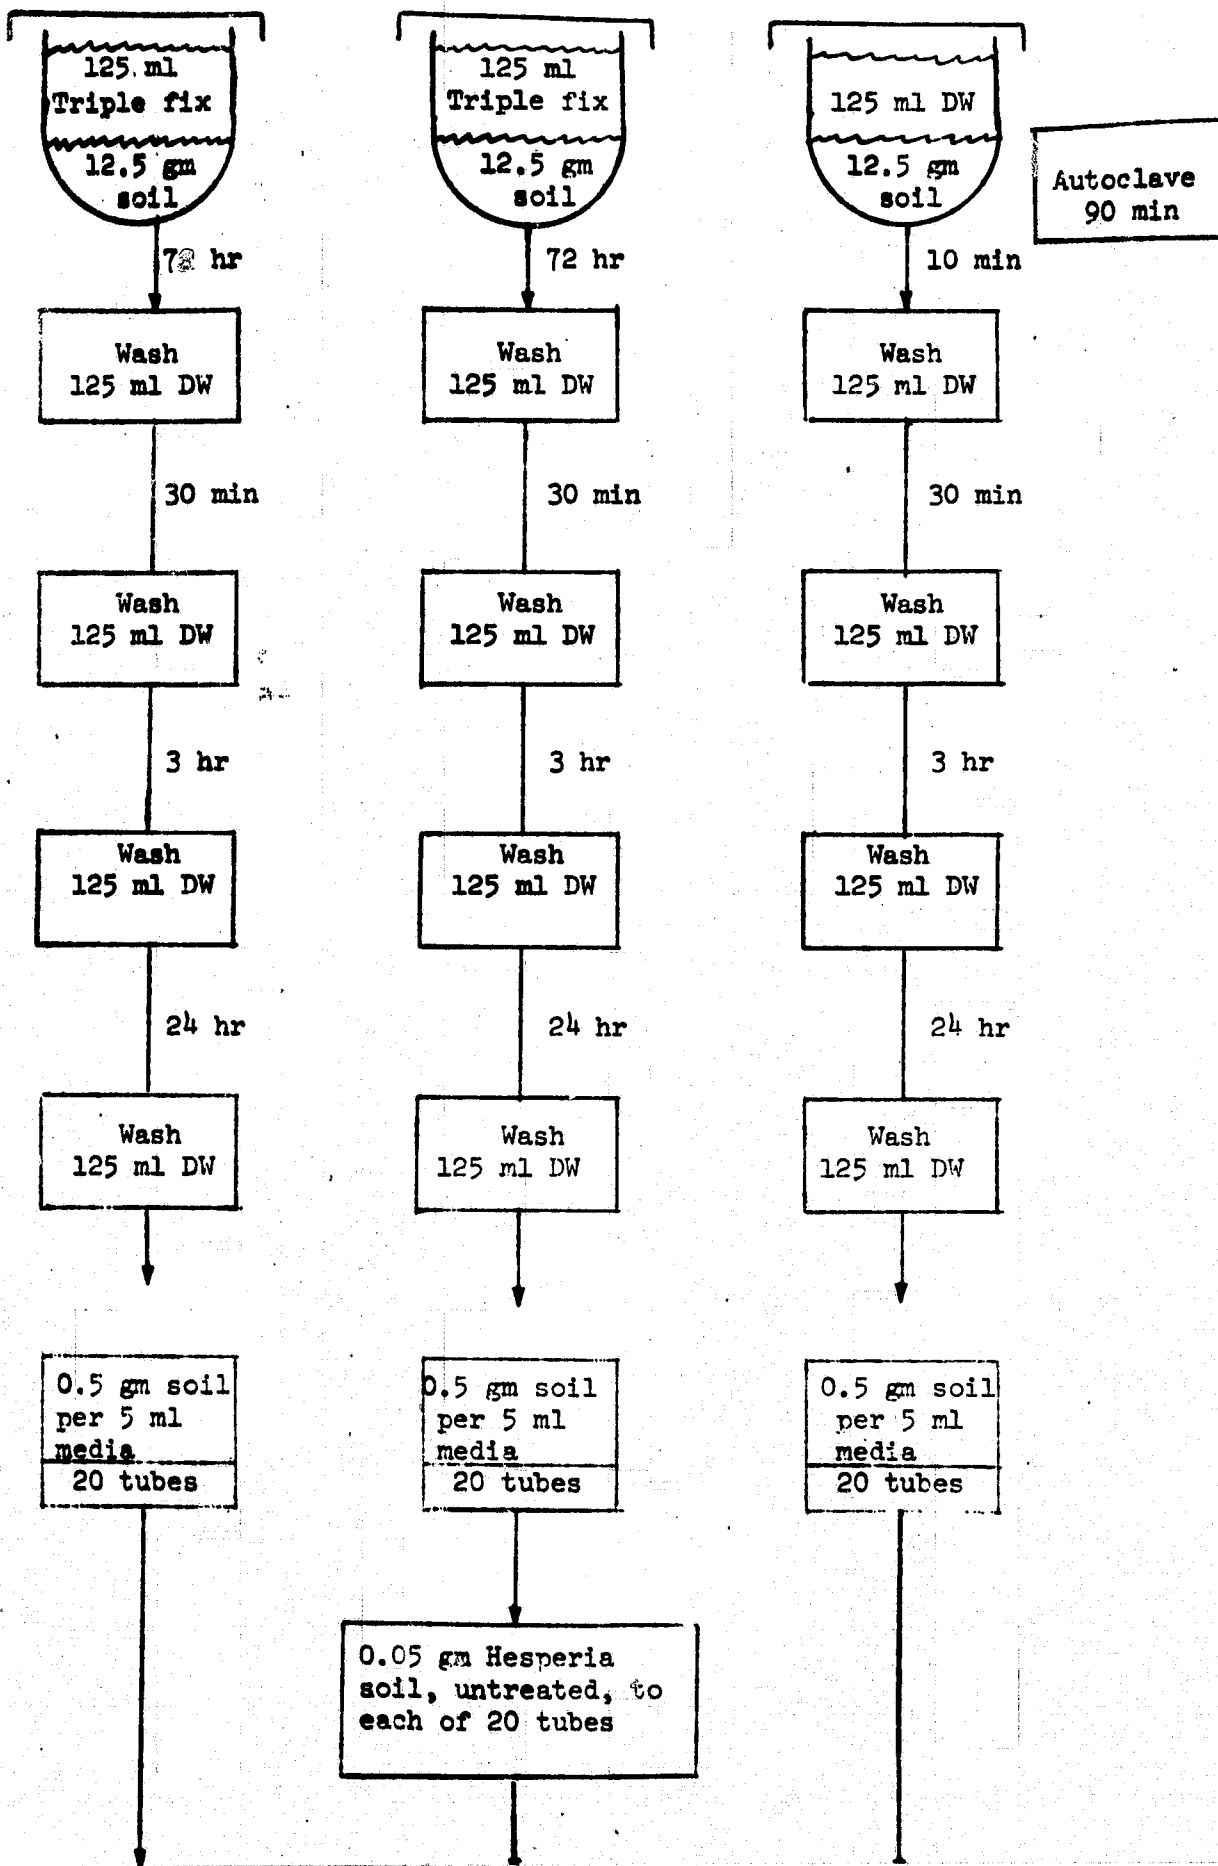 125 ml
Triple fix
12.5 gm
soil
125 ml
Triple fix
12.5 gm
soil
125 ml DW
12.5 gm
soil
Autoclave
90 min
hr
72 hr
10 min
Wash
125 ml DW
Wash
125 ml DW
Wash
125 ml DW
30 min
30 min
30 min
Wash
125 ml DW
Wash
125 ml DW
Wash
125 ml DW
3 hr
3 hr
3 hr
Wash
125 ml DW
Wash
125 ml DW
Wash
125 ml DW
24 hr
24 hr
24 hr
Wash
125 ml DW
Wash
125 ml DW
Wash
125 ml DW
0.5 gm soil
per 5 ml
media
20 tubes
0.5 gm soil
per 5 ml
media
20 tubes
0.5 gm soil
per 5 ml
media
20 tubes
0.05 gm Hesperia
soil, untreated, to
each of 20 tubes